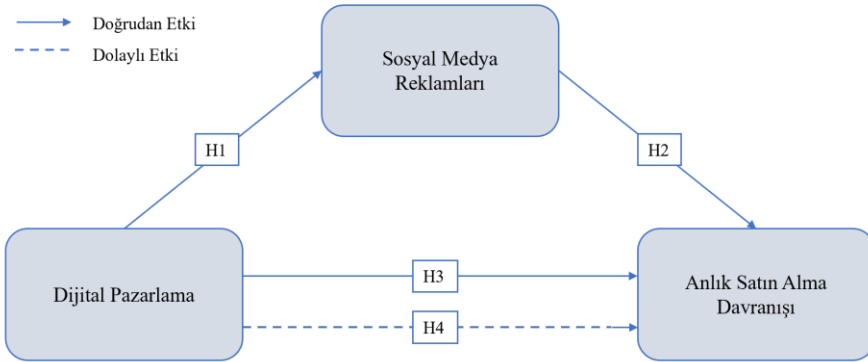 Doğrudan Etki
Dolaylı Etki
Sosyal Medya
Reklamları
H1
H2
Dijital Pazarlama
H3
H4
Anlık Satın Alma
Davranışı